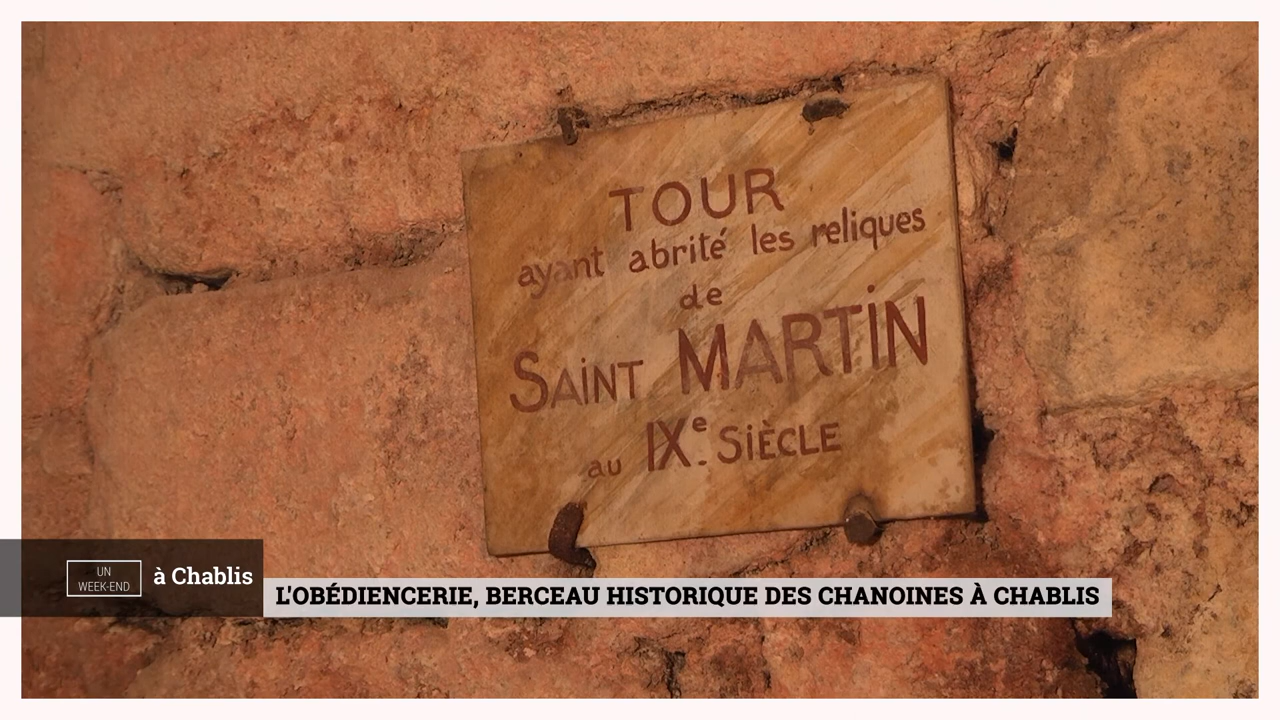 TOUR
ayant abrité les reliques
de
SAINT MARTIN
au IXe. SIÈCLE
UN
WEEK-END
à Chablis
L'OBÉDIENCERIE, BERCEAU HISTORIQUE DES CHANOINES À CHABLIS